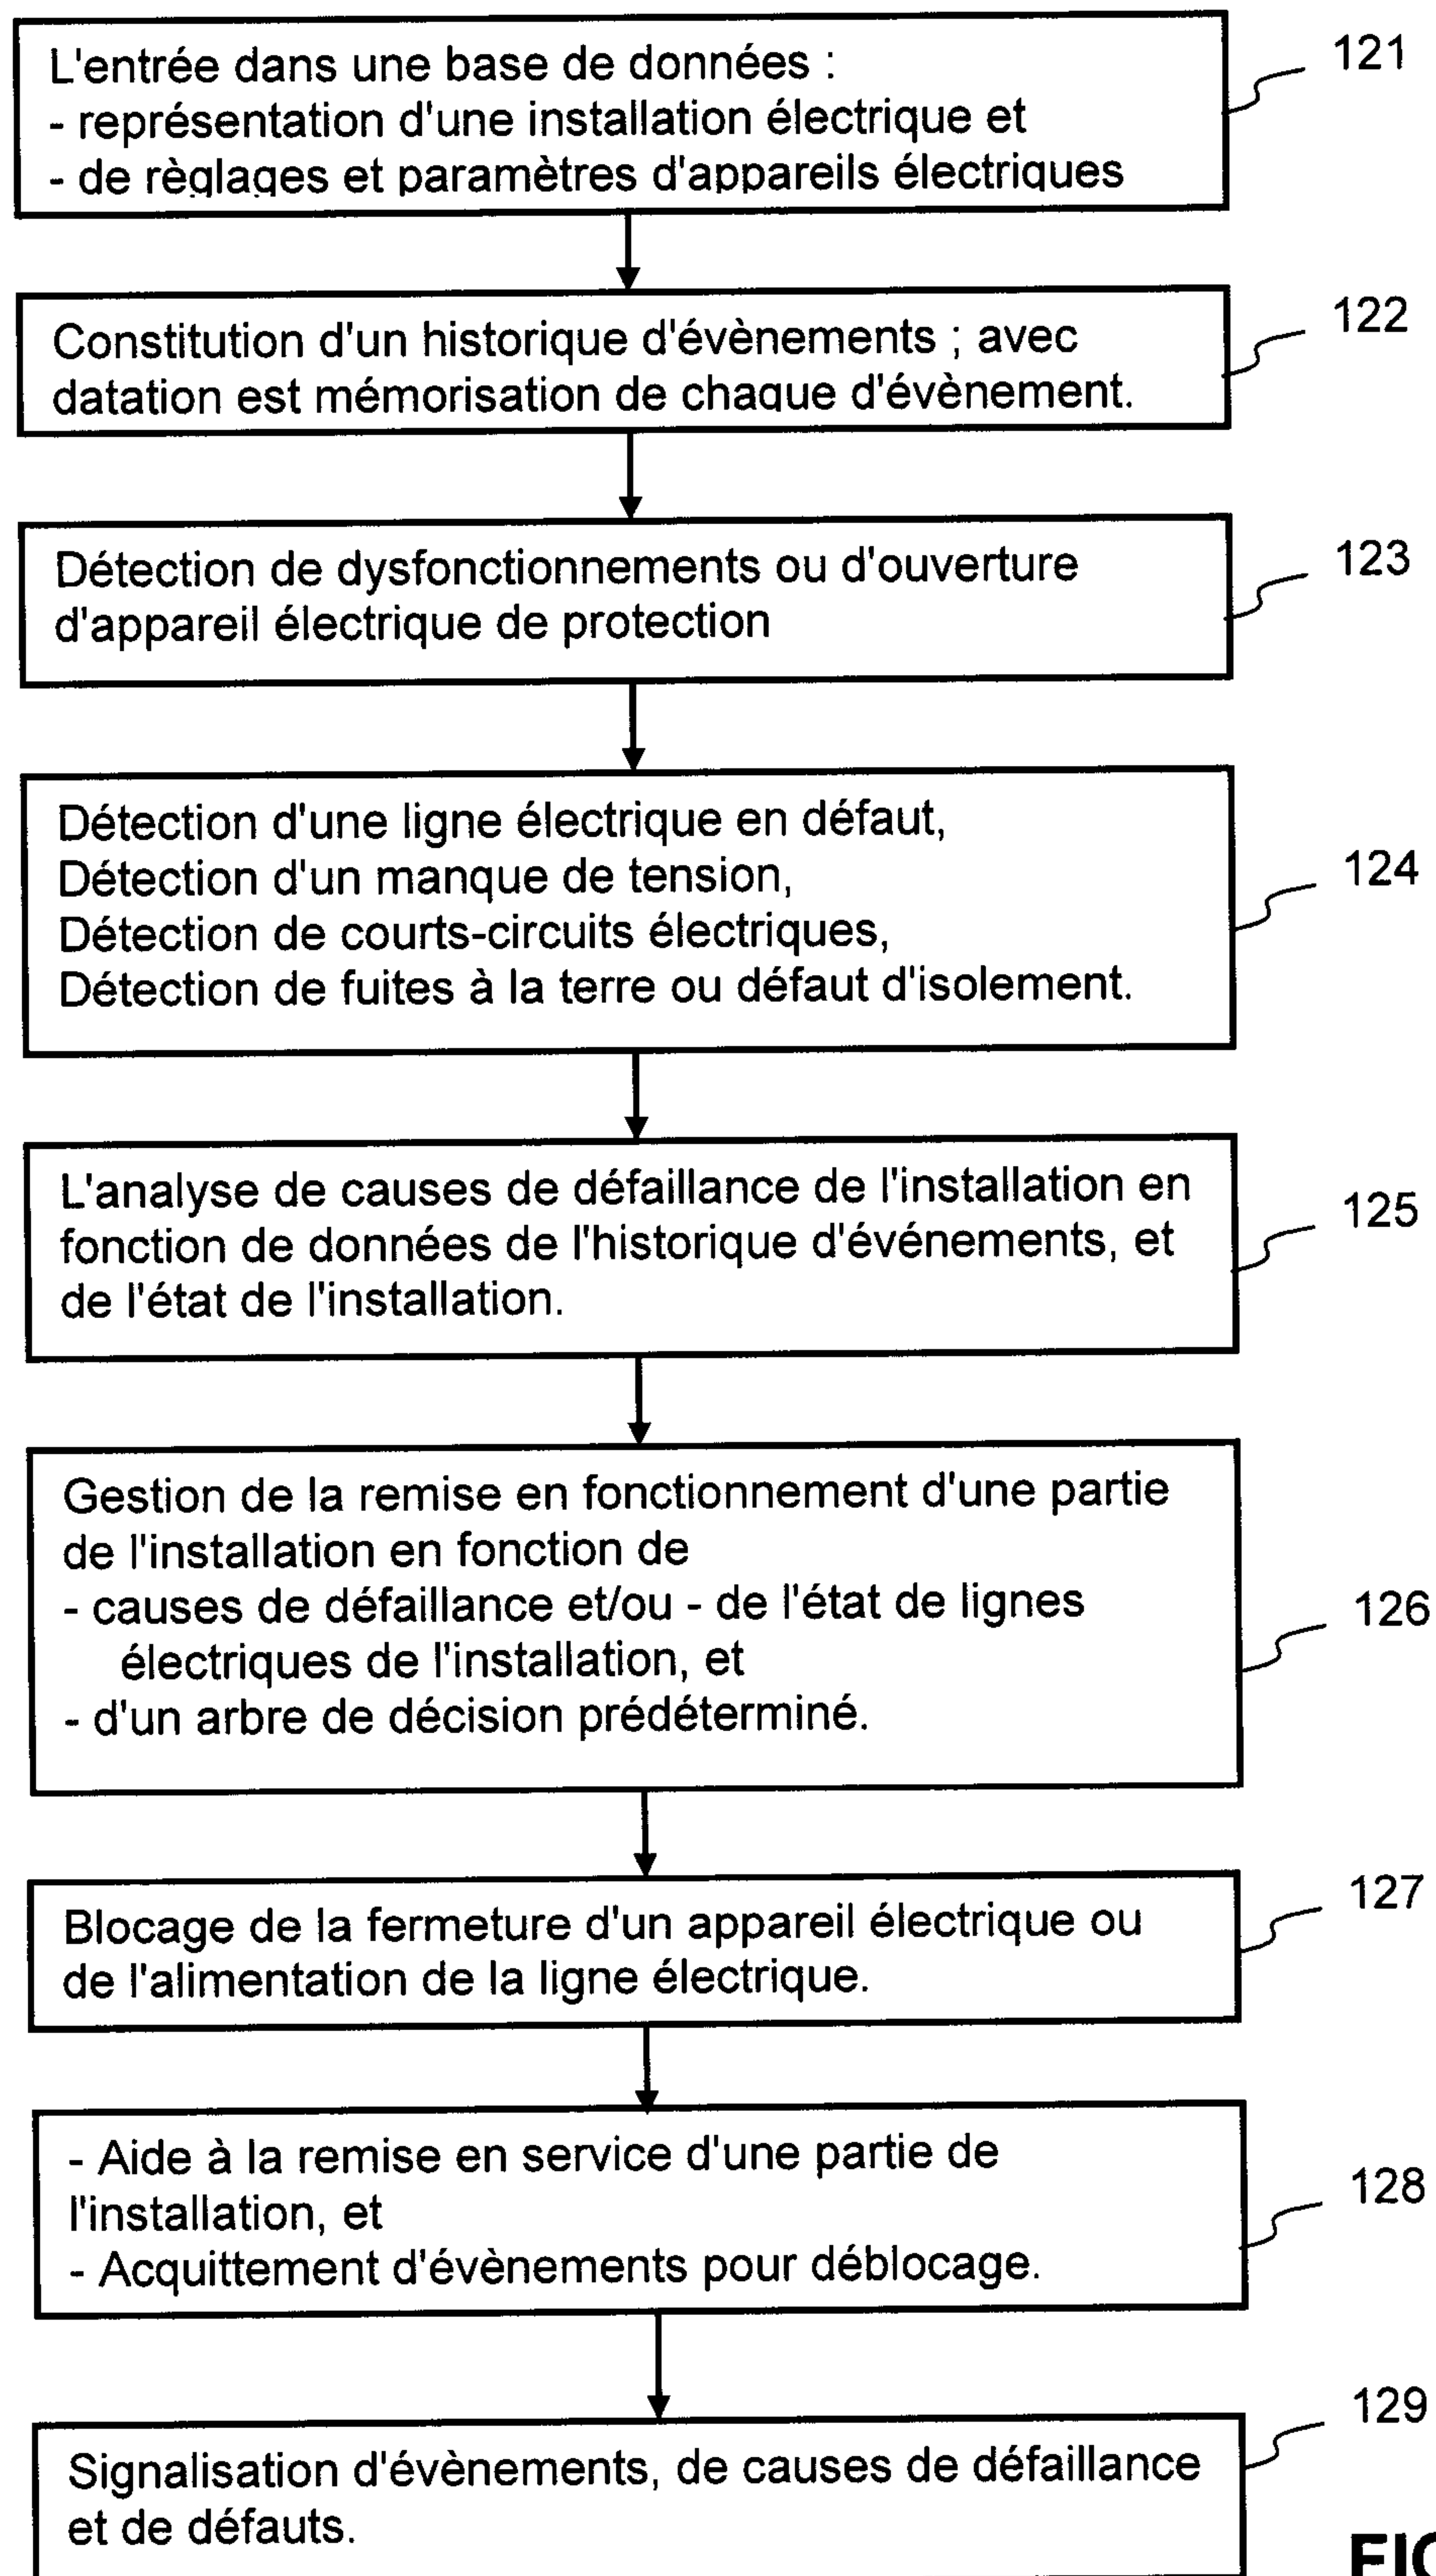 L'entrée dans une base de données :
- représentation d'une installation électrique et
- de règlages et paramètres d'appareils électriques
121
Constitution d'un historique d'évènements ; avec
datation est mémorisation de chaque d'évènement.
122
Détection de dysfonctionnements ou d'ouverture
d'appareil électrique de protection
123
Détection d'une ligne électrique en défaut,
Détection d'un manque de tension,
Détection de courts-circuits électriques,
Détection de fuites à la terre ou défaut d'isolement.
124
L'analyse de causes de défaillance de l'installation en
fonction de données de l'historique d'événements, et
de l'état de l'installation.
125
Gestion de la remise en fonctionnement d'une partie
de l'installation en fonction de
- causes de défaillance et/ou - de l'état de lignes
électriques de l'installation, et
- d'un arbre de décision prédéterminé.
126
Blocage de la fermeture d'un appareil électrique ou
de l'alimentation de la ligne électrique.
127
- Aide à la remise en service d'une partie de
l'installation, et
- Acquittement d'évènements pour déblocage.
128
Signalisation d'évènements, de causes de défaillance
et de défauts.
129